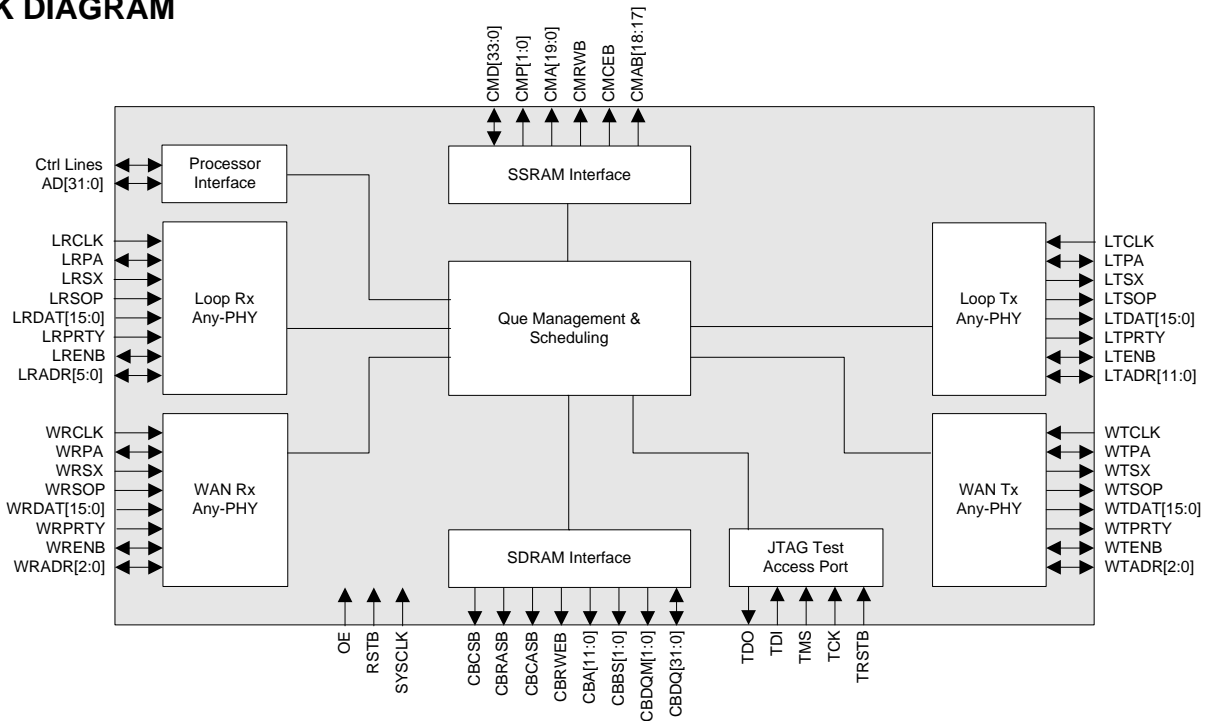 K DIAGRAM
CMD[33:0]
CMP[1:0]
CMA[19:0]
CMRWB
CMCEB
CMAB[18:17]
Ctrl Lines
AD[31:0]
Processor
Interface
SSRAM Interface
LRCLK
LRPA
LRSX
LRSOP
LRDAT[15:0]
LRPRTY
LRENB
LRADR[5:0]
Loop Rx
Any-PHY
Que Management &
Scheduling
Loop Tx
Any-PHY
LTCLK
LTPA
LTSX
LTSOP
LTDAT[15:0]
LTPRTY
LTENB
LTADR[11:0]
WRCLK
WRPA
WRSX
WRSOP
WRDAT[15:0]
WRPRTY
WRENB
WRADR[2:0]
WAN Rx
Any-PHY
SDRAM Interface
JTAG Test
Access Port
WAN Tx
Any-PHY
WTCLK
WTPA
WTSX
WTSOP
WTDAT[15:0]
WTPRTY
WTENB
WTADR[2:0]
OE
RSTB
SYSCLK
CBCSB
CBRASB
CBCASB
CBRWEB
CBA[11:0]
CBBS[1:0]
CBDQM[1:0]
CBDQ[31:0]
TDO
TDI
TMS
TCK
TRSTB